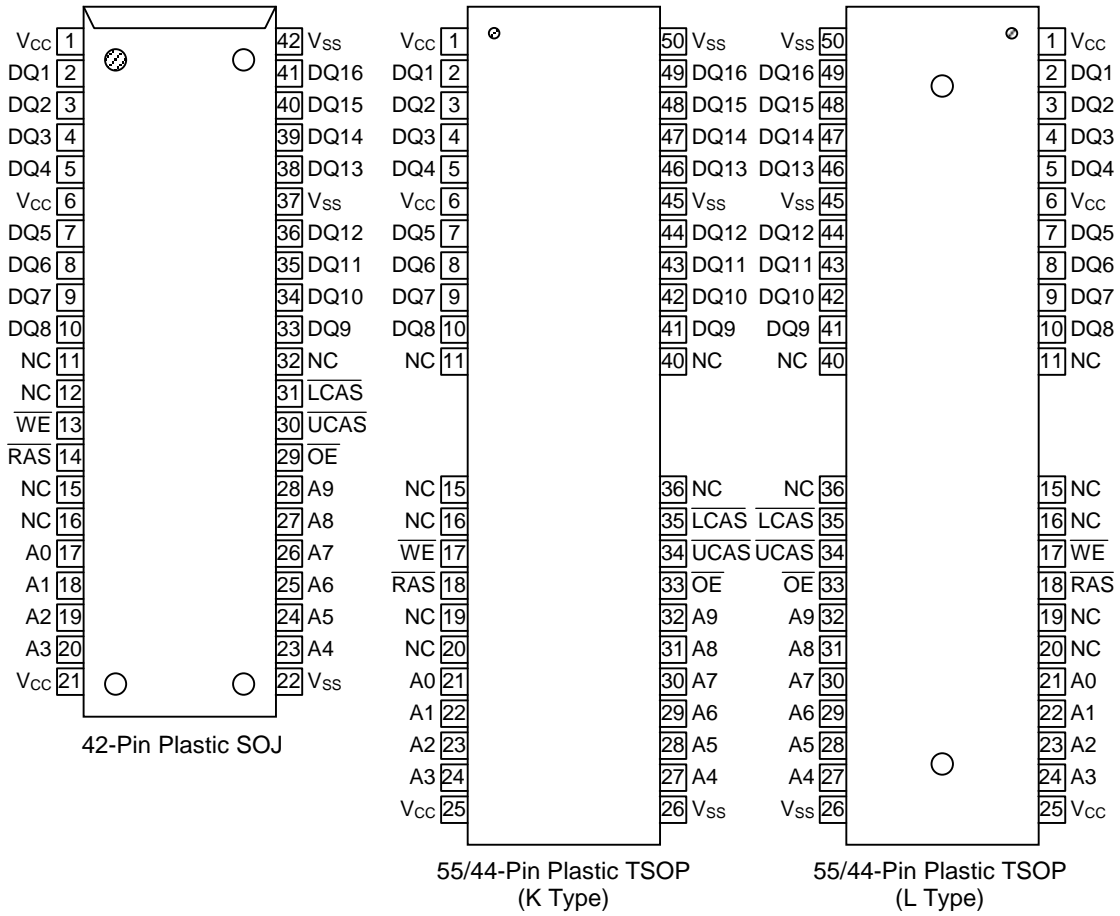 VCC 1 42 VSS VCC 1 50 VSS VSS 50 1 VCC
DQ1 2 41 DQ16 DQ1 2 49 DQ16 DQ16 49 2 DQ1
DQ2 3 40 DQ15 DQ2 3 48 DQ15 DQ15 48 3 DQ2
DQ3 4 39 DQ14 DQ3 4 47 DQ14 DQ14 47 4 DQ3
DQ4 5 38 DQ13 DQ4 5 46 DQ13 DQ13 46 5 DQ4
VCC 6 37 VSS VCC 6 45 VSS VSS 45 6 VCC
DQ5 7 36 DQ12 DQ5 7 44 DQ12 DQ12 44 7 DQ5
DQ6 8 35 DQ11 DQ6 8 43 DQ11 DQ11 43 8 DQ6
DQ7 9 34 DQ10 DQ7 9 42 DQ10 DQ10 42 9 DQ7
DQ8 10 33 DQ9 DQ8 10 41 DQ9 DQ9 41 10 DQ8
NC 11 32 NC NC 11 40 NC NC 40 11 NC
NC 12 31 LCAS
WE 13 30 UCAS
RAS 14 29 OE
NC 15 28 A9 NC 15 36 NC NC 36 15 NC
NC 16 27 A8 NC 16 35 LCAS LCAS 35 16 NC
A0 17 26 A7 WE 17 34 UCAS UCAS 34 17 WE
A1 18 25 A6 RAS 18 33 OE OE 33 18 RAS
A2 19 24 A5 NC 19 32 A9 A9 32 19 NC
A3 20 23 A4 NC 20 31 A8 A8 31 20 NC
VCC 21 22 VSS A0 21 30 A7 A7 30 21 A0
A1 22 29 A6 A6 29 22 A1
42-Pin Plastic SOJ
A2 23 28 A5 A5 28 23 A2
A3 24 27 A4 A4 27 24 A3
VCC 25 26 VSS VSS 26 25 VCC
55/44-Pin Plastic TSOP 55/44-Pin Plastic TSOP
(K Type) (L Type)